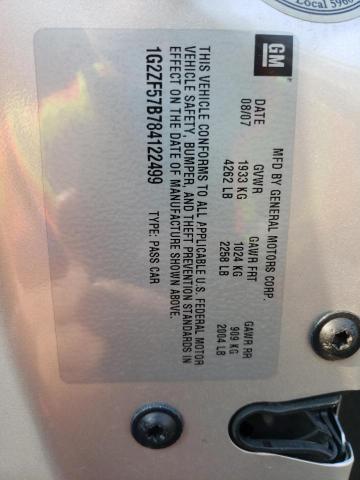 GM
MFD BY GENERAL MOTORS CORP.
DATE GVWR GAWR FRT GAWR RR
08/07 1933 KG 1024 KG 909 KG
4262 LB 2258 LB 2004 LB
THIS VEHICLE CONFORMS TO ALL APPLICABLE U.S. FEDERAL MOTOR
VEHICLE SAFETY, BUMPER, AND THEFT PREVENTION STANDARDS IN
EFFECT ON THE DATE OF MANUFACTURE SHOWN ABOVE.
1G2ZF57B784122499 TYPE: PASS CAR
Local 5960